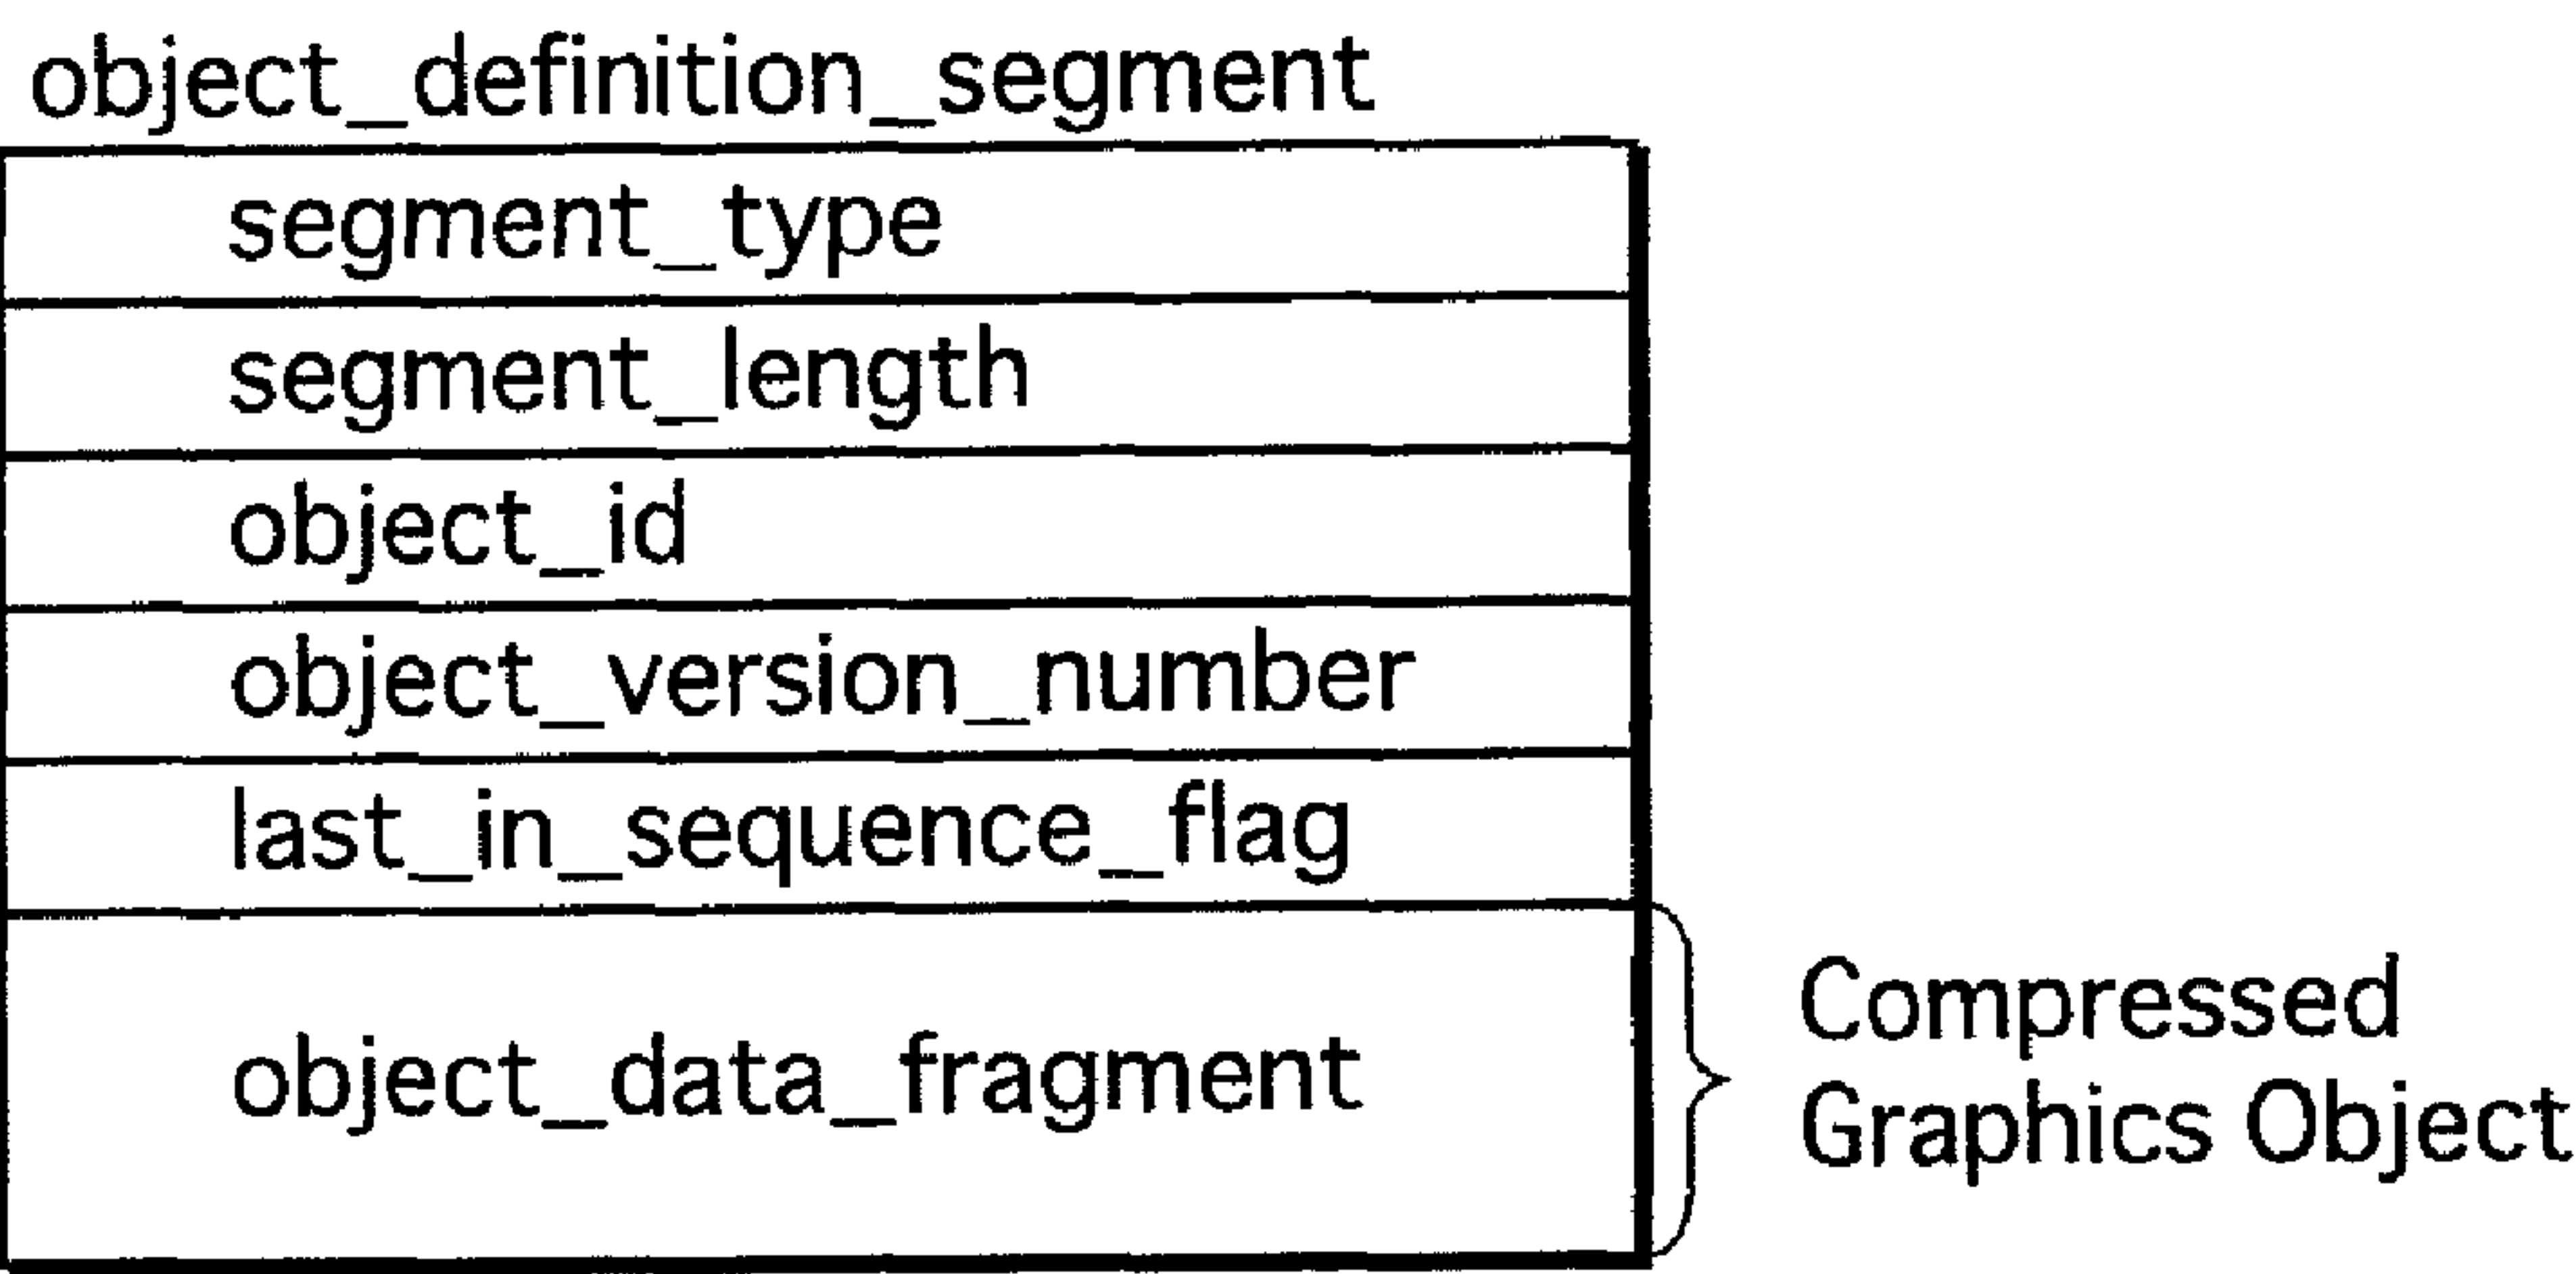 object_definition_segment
segment_type
segment_length
object_id
object_version_number
last_in_sequence_flag
object_data_fragment
Compressed
Graphics Object